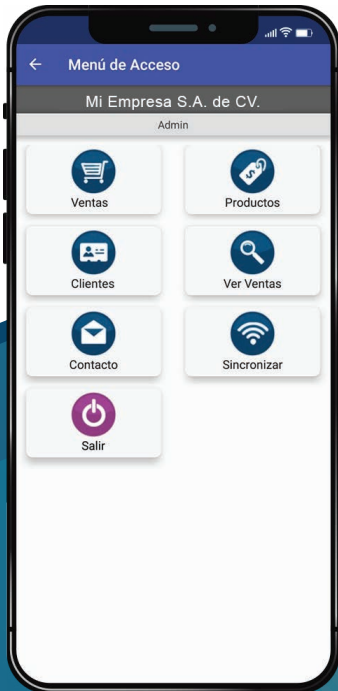 Menú de Acceso
Mi Empresa S.A. de CV.
Admin
Ventas
Productos
Clientes
Ver Ventas
Contacto
Sincronizar
Salir